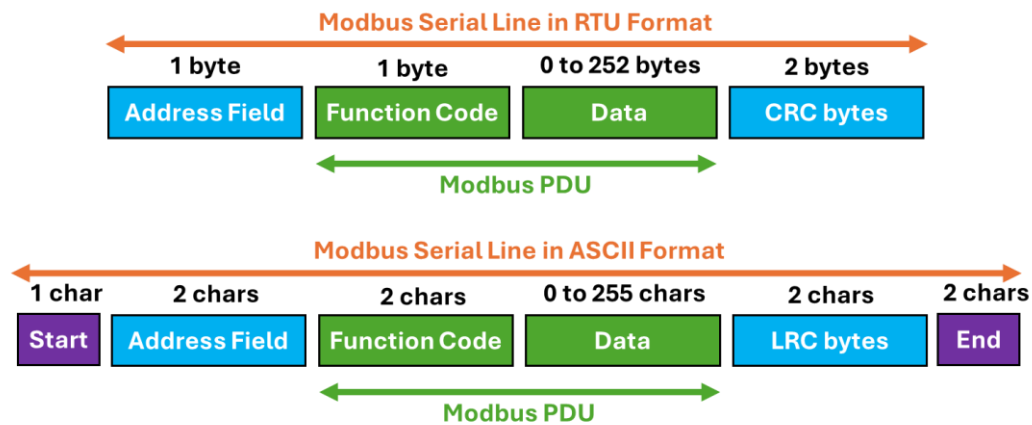 Modbus Serial Line in RTU Format
1 byte 1 byte 0 to 252 bytes 2 bytes
Address Field Function Code Data CRC bytes
Modbus PDU
Modbus Serial Line in ASCII Format
1 char 2 chars 2 chars 0 to 255 chars 2 chars 2 chars
Start Address Field Function Code Data LRC bytes End
Modbus PDU